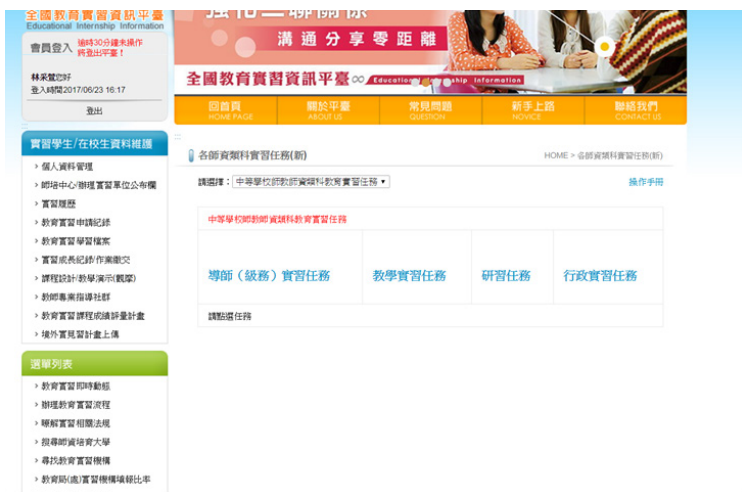 全國教育實習資訊平臺
Educational Internship Information
會員登入
逾時30分鐘未操作
將登出平臺！
林采螢您好
登入時間2017/06/23 16:17
登出
強化三聯關係
溝通分享零距離
全國教育實習資訊平臺
Educational Internship Information
回首頁
HOME PAGE
關於平臺
ABOUT US
常見問題
QUESTION
新手上路
NOVICE
聯絡我們
CONTACT US
實習學生/在校生資料維護
個人資料管理
師培中心/辦理實習單位公布欄
實習履歷
教育實習申請紀錄
教育實習學習檔案
實習成長紀錄/作業繳交
課程設計/教學演示(觀摩)
教師專業指導社群
教育實習課程成績評量計畫
境外實見習計畫上傳
選單列表
教育實習即時動態
辦理教育實習流程
瞭解實習相關法規
搜尋師資培育大學
尋找教育實習機構
教育局(處)實習機構填報比率
各師資類科實習任務(新)
HOME > 各師資類科實習任務(新)
請選擇：中等學校師教師資類科教育實習任務
操作手冊
中等學校師教師資類科教育實習任務
導師（級務）實習任務
教學實習任務
研習任務
行政實習任務
請點選任務